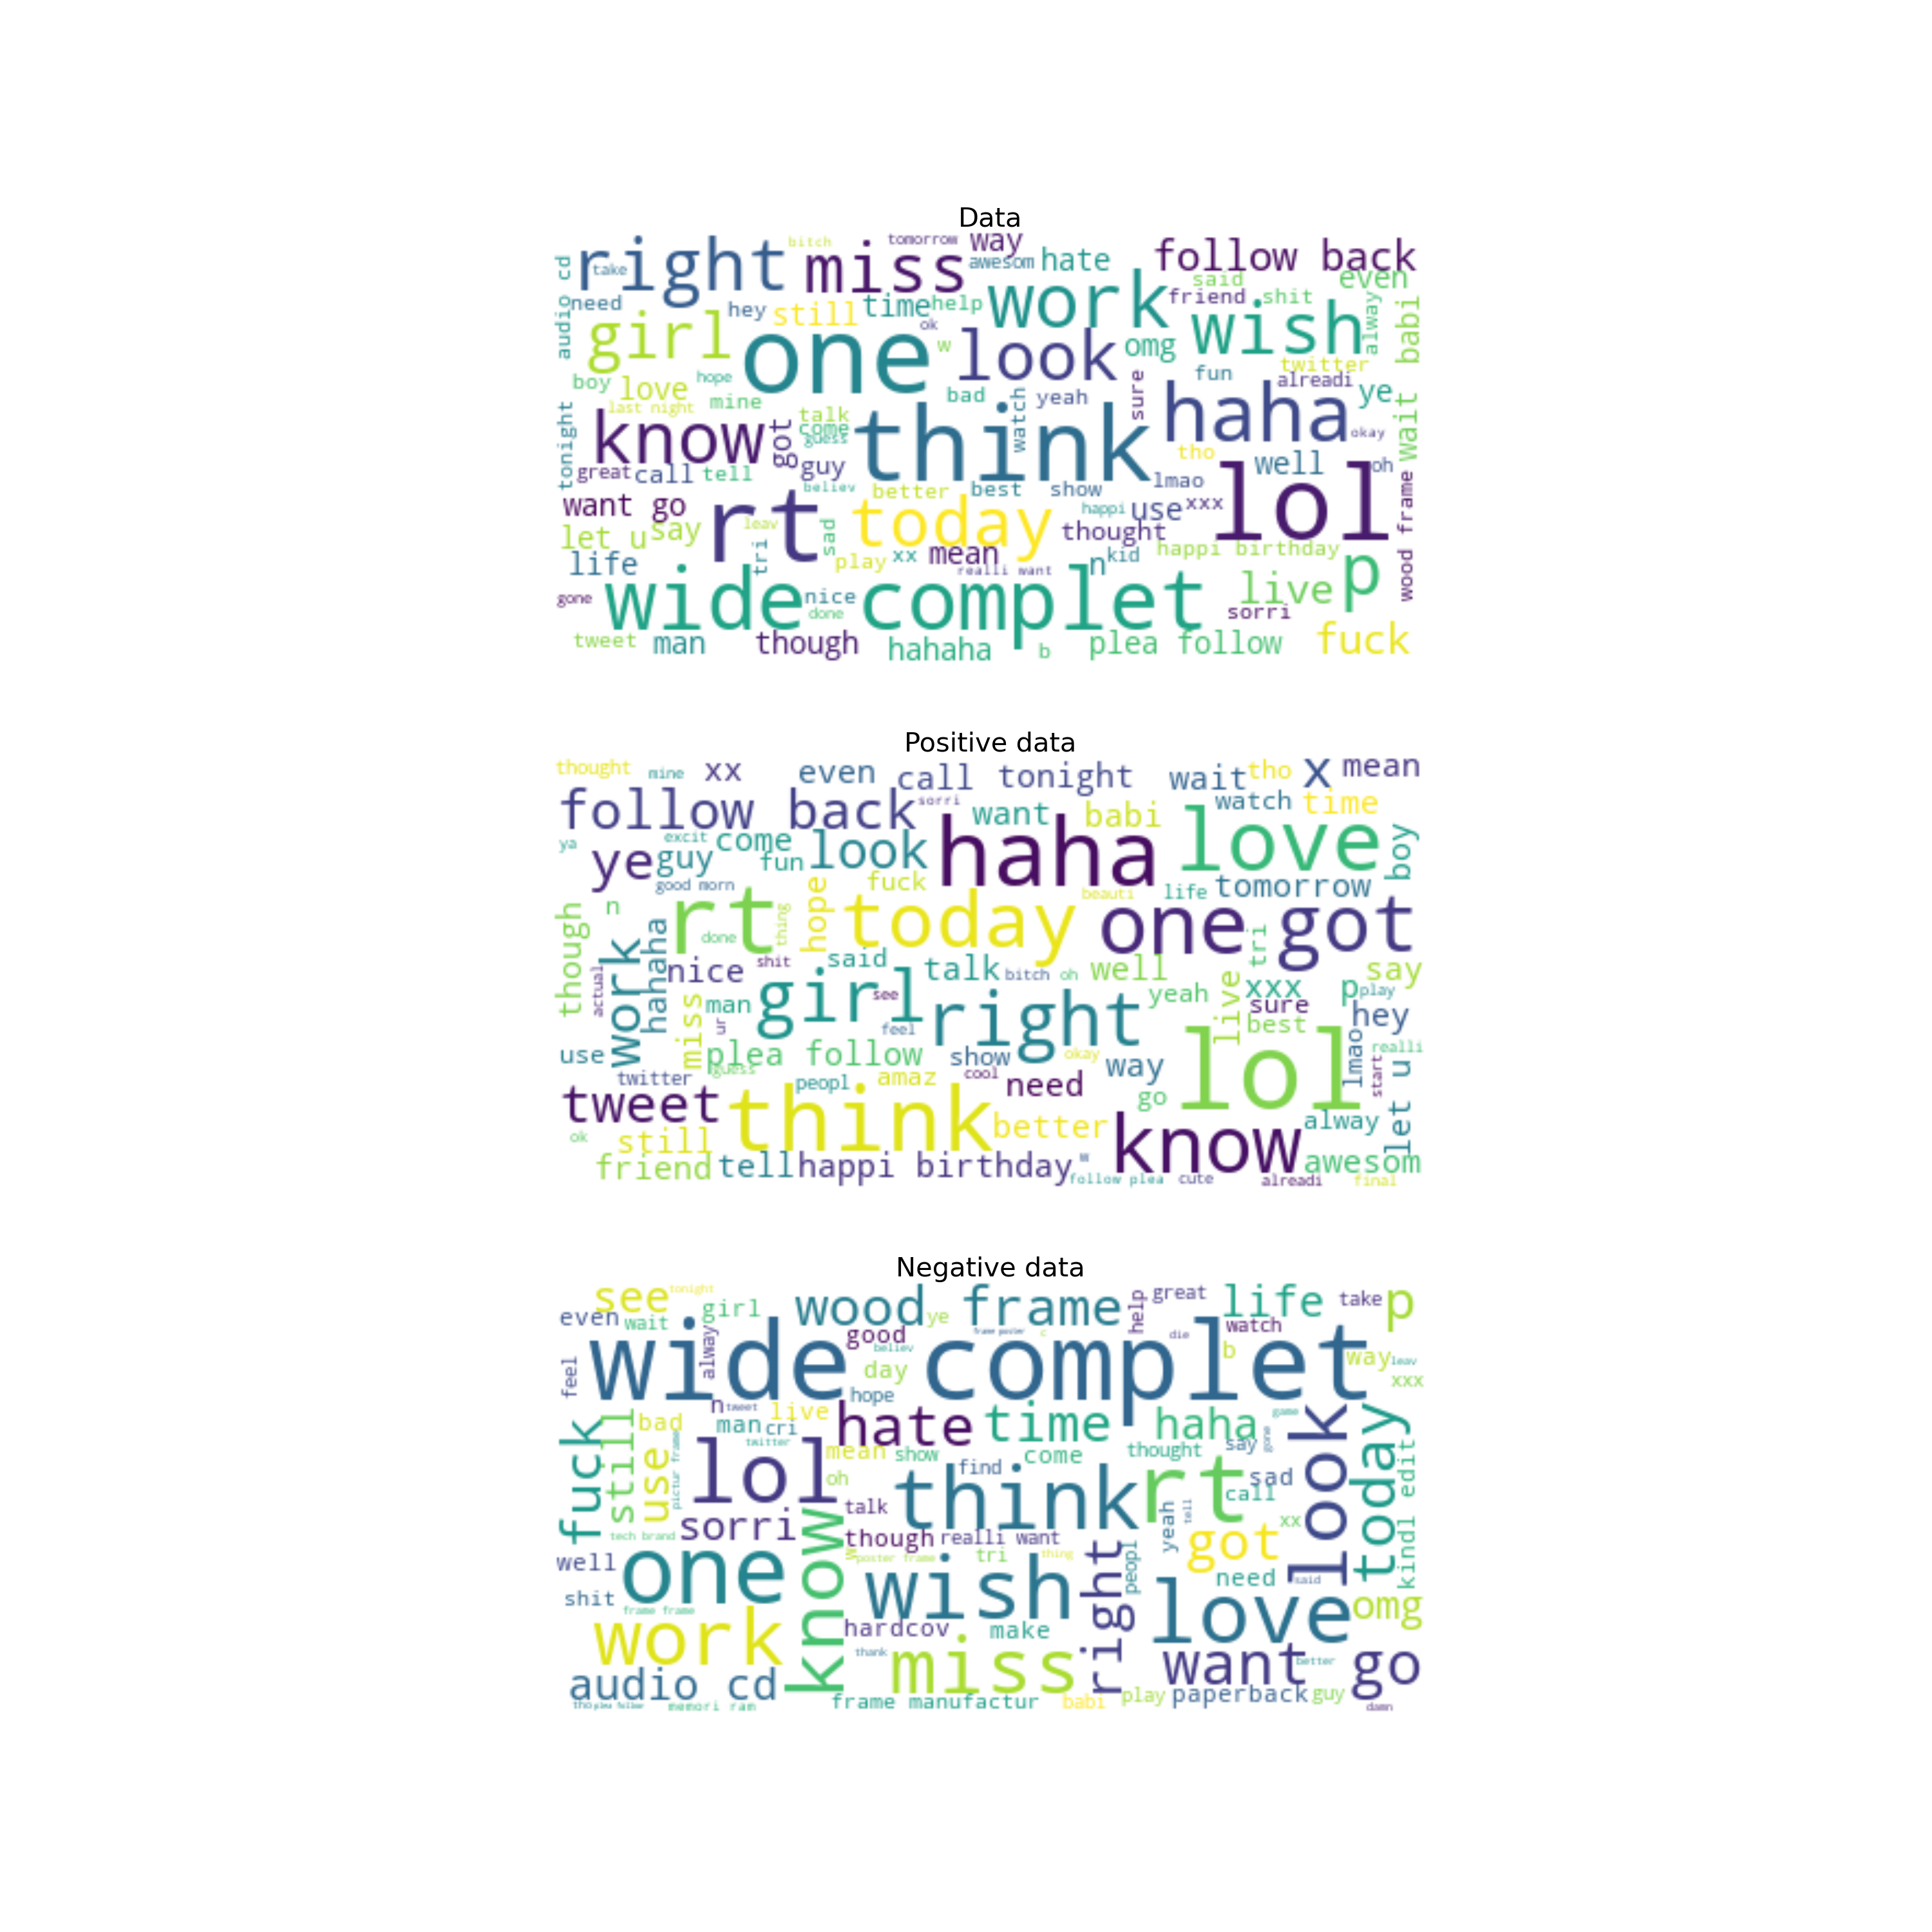 Data
right
miss
tomorrow
way
bitch
take
awesom
hate
follow back
audio cd
need
hey
still
time
help
work
friend
said
shit
even
girl
one
ok
w
look
omg
wish
alway
wait babi
twitter
boy
love
hope
mine
last night
bad
yeah
watch
sure
fun
alreadi
ye
haha
okay
tonight
know
got
talk
come
guess
guy
think
tho
well
oh
lol
great
call
tell
believ
better
best
show
lmao
use
xxx
wood frame
want go
let u
say
rt
leav
tri
sad
today
happi
thought
play
xx
mean
realli want
n
kid
happi birthday
life
gone
wide complet
nice
done
live
p
sorri
tweet
man
though
hahaha
b
plea follow
fuck
Positive data
thought
mine
xx
even
call
tonight
wait
tho
x
mean
follow back
sorri
want
babi
watch
time
ya
ye
guy
excit
come
fun
look
haha
love
boy
good morn
fuck
beauti
life
tomorrow
though
n
rt
done
thing
hope
today
one got
tri
work
hahaha
actual
nice
shit
said
talk
bitch
oh
well
say
miss
man
ur
girl
see
feel
right
yeah
live
xxx
sure
best
p
play
hey
use
plea follow
guess
show
okay
way
lol
lmao
realli
start
let u
twitter
peopl
amaz
cool
need
go
tweet
think
better
know
alway
ok
still
friend
tell
happi birthday
w
follow plea
cute
alreadi
awesom
final
Negative data
see
tonight
even
wait
girl
wood frame
ye
help
great
life
take
p
feel
wide complet
alway
good
believ
day
hope
frame poster
c
die
watch
b
way
leav
xxx
fuck
still
bad
use
pictur frame
n
tweet
man
cri
live
twitter
hate
time
haha
game
look
today
lol
mean
show
come
thought
say
gone
oh
find
think
rt
sad
call
kindl edit
tech brand
sorri
know
talk
though
realli want
yeah
tell
xx
got
well
one
w
poster frame
tri
thing
peopl
need
said
shit
frame frame
wish
right
love
omg
work
hardcov
make
thank
miss
want go
better
audio cd
tho
plea follow
memori ram
frame manufactur
babi
play
paperback
guy
damn